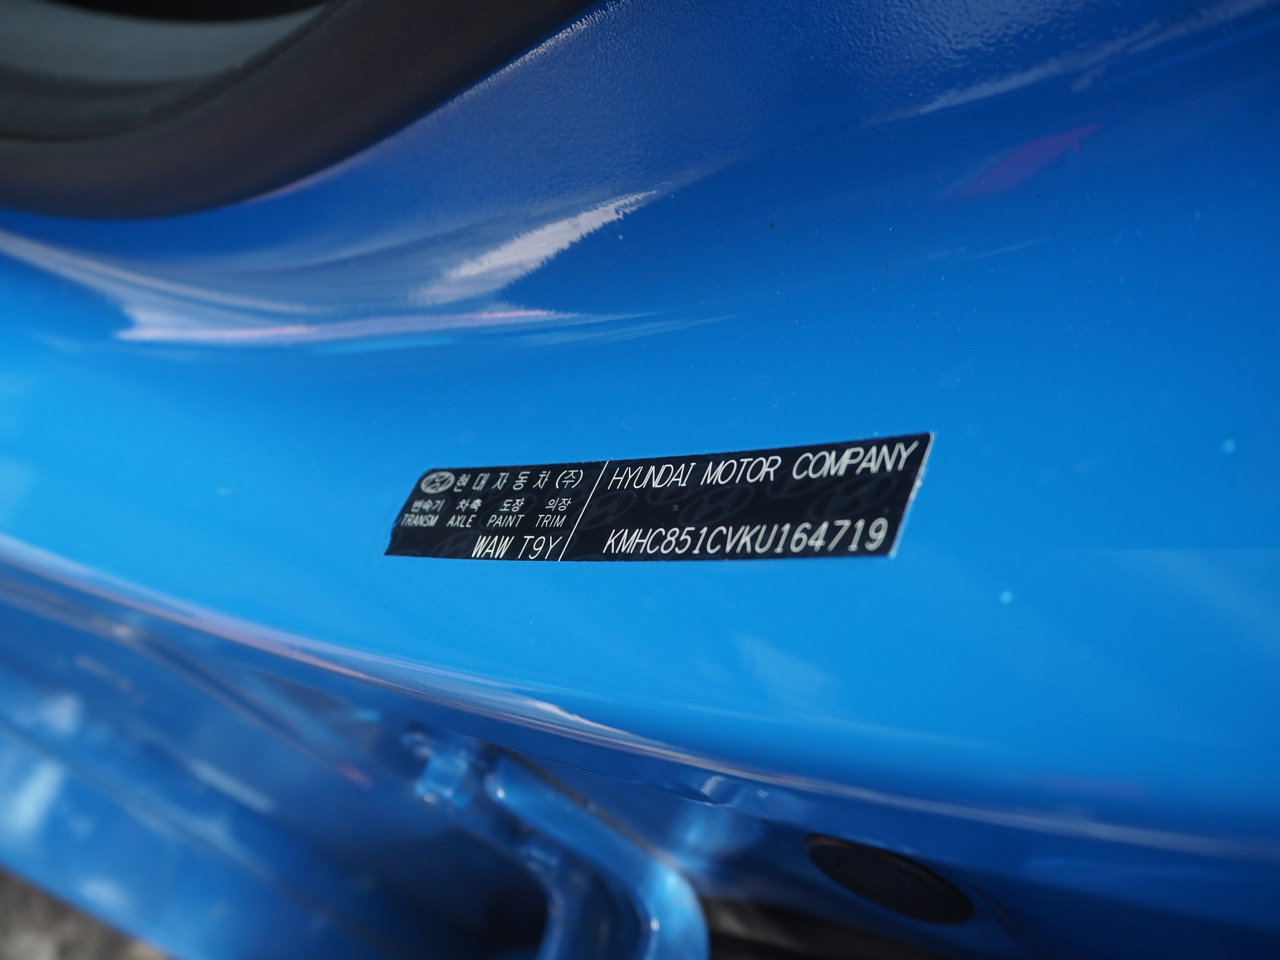 현대자동차(주)
변속기 차축 도장 의장
TRANSM AXLE PAINT TRIM
WAW T9Y
HYUNDAI MOTOR COMPANY
KMHC851CVKU164719